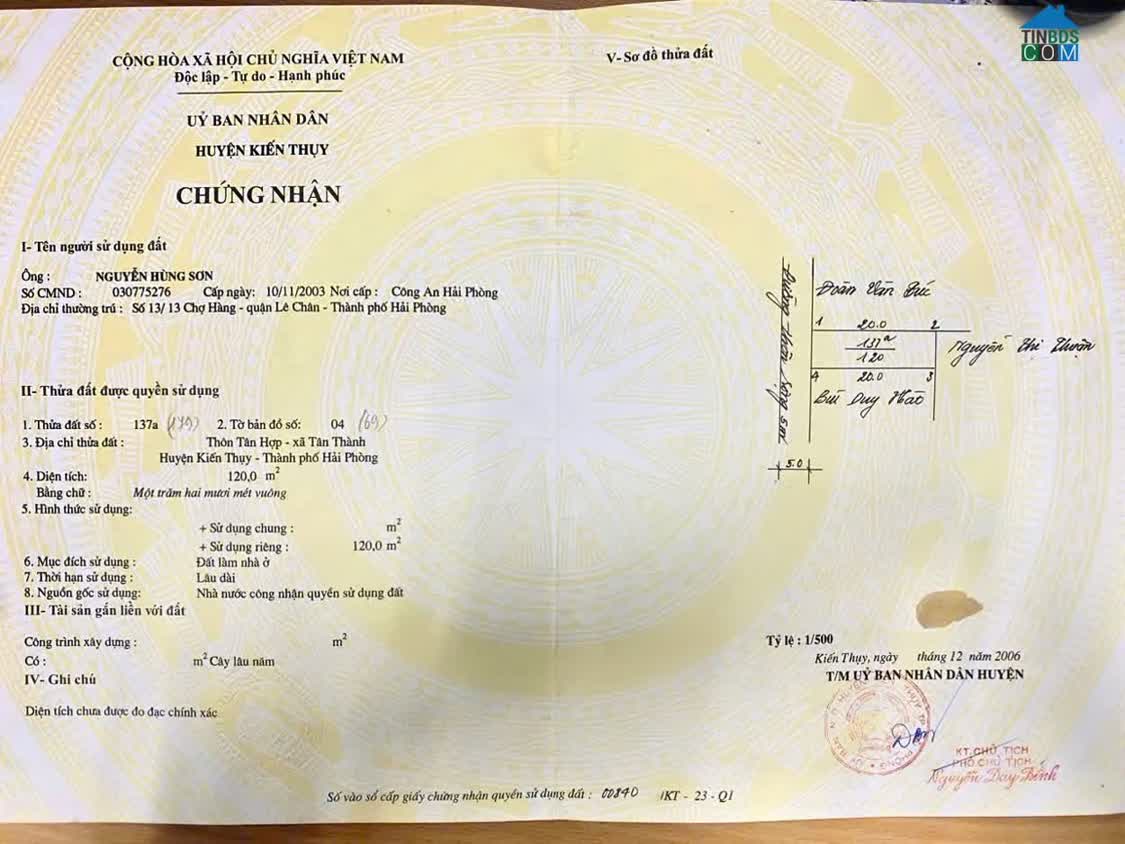 TINBDS
COM
CỘNG HÒA XÃ HỘI CHỦ NGHĨA VIỆT NAM
Độc lập - Tự do - Hạnh phúc
UỶ BAN NHÂN DÂN
HUYỆN KIẾN THỤY
CHỨNG NHẬN
I- Tên người sử dụng đất
Ông : NGUYỄN HÙNG SƠN
Số CMND : 030775276 Cấp ngày: 10/11/2003 Nơi cấp : Công An Hải Phòng
Địa chỉ thường trú : Số 13/ 13 Chợ Hàng - quận Lê Chân - Thành phố Hải Phòng
II- Thửa đất được quyền sử dụng
1. Thửa đất số : 137a (179) 2. Tờ bản đồ số: 04 (69)
3. Địa chỉ thửa đất : Thôn Tân Hợp - xã Tân Thành
Huyện Kiến Thụy - Thành phố Hải Phòng
4. Diện tích: 120,0 m2
Bằng chữ : Một trăm hai mươi mét vuông
5. Hình thức sử dụng:
+ Sử dụng chung : m2
+ Sử dụng riêng : 120,0 m2
6. Mục đích sử dụng : Đất làm nhà ở
7. Thời hạn sử dụng : Lâu dài
8. Nguồn gốc sử dụng: Nhà nước công nhận quyền sử dụng đất
III- Tài sản gắn liền với đất
Công trình xây dựng : m2
Có : m2 Cây lâu năm
IV- Ghi chú
Diện tích chưa được đo đạc chính xác
V- Sơ đồ thửa đất
Đoàn Văn Bức
1 20.0 2
137a
120
Nguyễn Thị Thuận
4 20.0 3
Bùi Duy Hào
5.0
Tỷ lệ : 1/500
Kiến Thụy, ngày tháng 12 năm 2006
T/M UỶ BAN NHÂN DÂN HUYỆN
KT.CHỦ TỊCH
PHÓ CHỦ TỊCH
Nguyễn Duy Bình
Số vào sổ cấp giấy chứng nhận quyền sử dụng đất : 00840 /KT - 23 - Q1